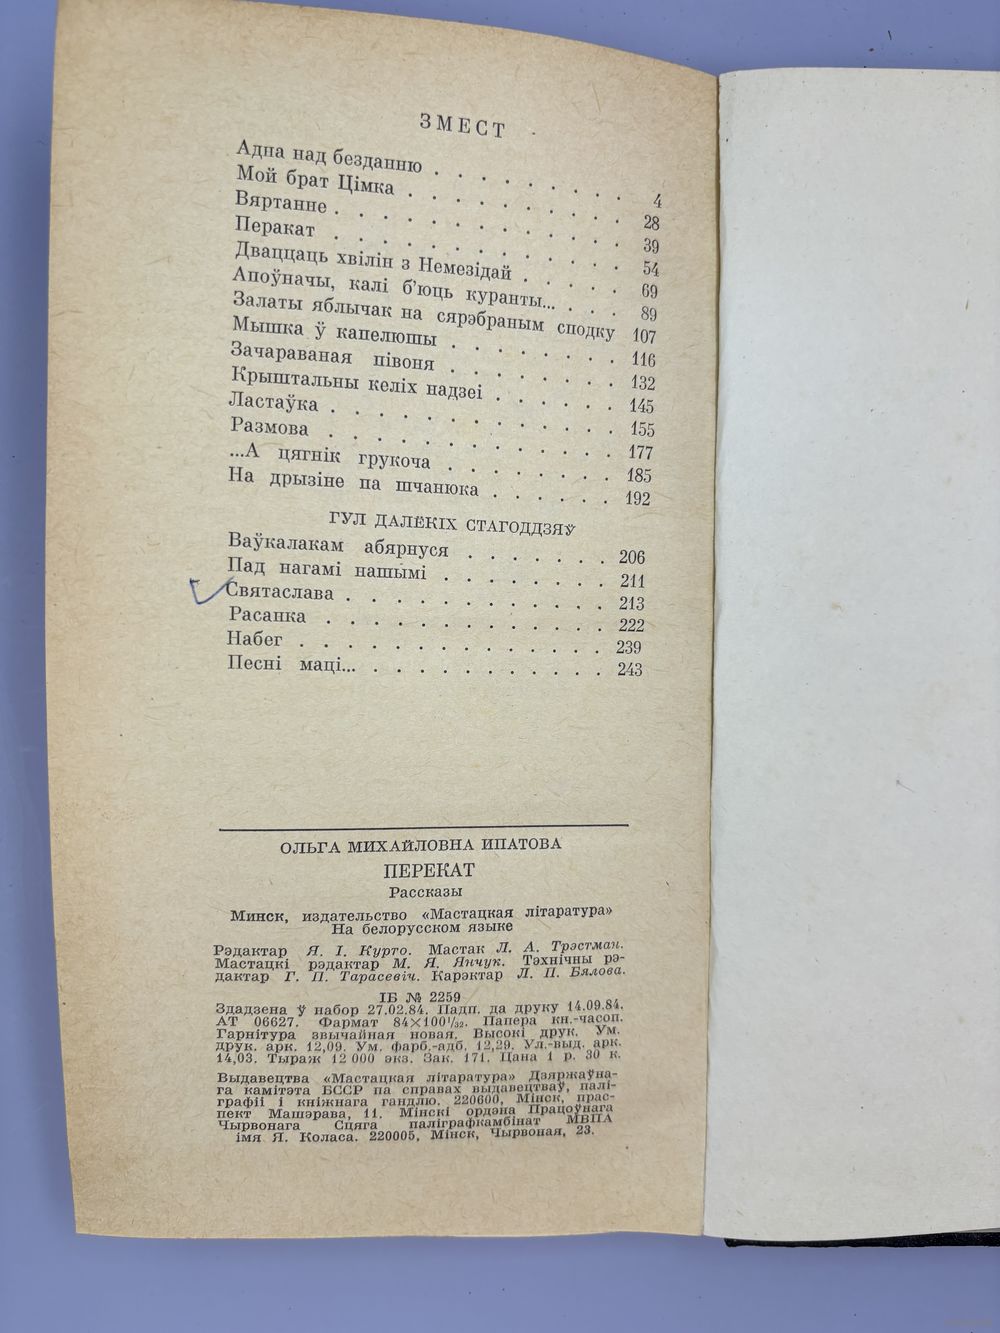 ЗМЕСТ
Адна над безданню . . . . . . . . 4
Мой брат Цімка . . . . . . . . . 28
Вяртанне . . . . . . . . . . . . 39
Перакат . . . . . . . . . . . . 54
Дваццаць хвілін з Немезідай . . . . . 69
Апоўначы, калі б'юць куранты... . . . 89
Залаты яблычак на сярэбраным сподку 107
Мышка ў капелюшы . . . . . . . . 116
Зачараваная півоня . . . . . . . . 132
Крыштальны келіх надзеі . . . . . . 145
Ластаўка . . . . . . . . . . . . 155
Размова . . . . . . . . . . . . 177
...А цягнік грукоча . . . . . . . . 185
На дрызіне па шчанюка . . . . . . 192
ГУЛ ДАЛЁКІХ СТАГОДДЗЯЎ
Ваўкалакам абярнуся . . . . . . . 206
Пад нагамі нашымі . . . . . . . . 211
Святаслава . . . . . . . . . . . 213
Расанка . . . . . . . . . . . . 222
Набег . . . . . . . . . . . . . 239
Песні маці... . . . . . . . . . . 243
ОЛЬГА МИХАЙЛОВНА ИПАТОВА
ПЕРЕКАТ
Рассказы
Минск, издательство «Мастацкая літаратура»
На белорусском языке
Рэдактар Я. І. Курто. Мастак Л. А. Трэстман.
Мастацкі рэдактар М. Я. Янчук. Тэхнічны рэ-
дактар Г. П. Тарасевіч. Карэктар Л. П. Бялова.
ІБ № 2259
Здадзена ў набор 27.02.84. Падп. да друку 14.09.84.
АТ 06627. Фармат 84×100¹/₃₂. Папера кн.-часоп.
Гарнітура звычайная новая. Высокі друк. Ум.
друк. арк. 12,09. Ум. фарб.-адб. 12,29. Ул.-выд. арк.
14,03. Тыраж 12 000 экз. Зак. 171. Цана 1 р. 30 к.
Выдавецтва «Мастацкая літаратура» Дзяржаўна-
га камітэта БССР па справах выдавецтваў, палі-
графіі і кніжнага гандлю. 220600, Мінск, прас-
пект Машэрава, 11. Мінскі ордэна Працоўнага
Чырвонага Сцяга паліграфкамбінат МВПА
імя Я. Коласа. 220005, Мінск, Чырвоная, 23.